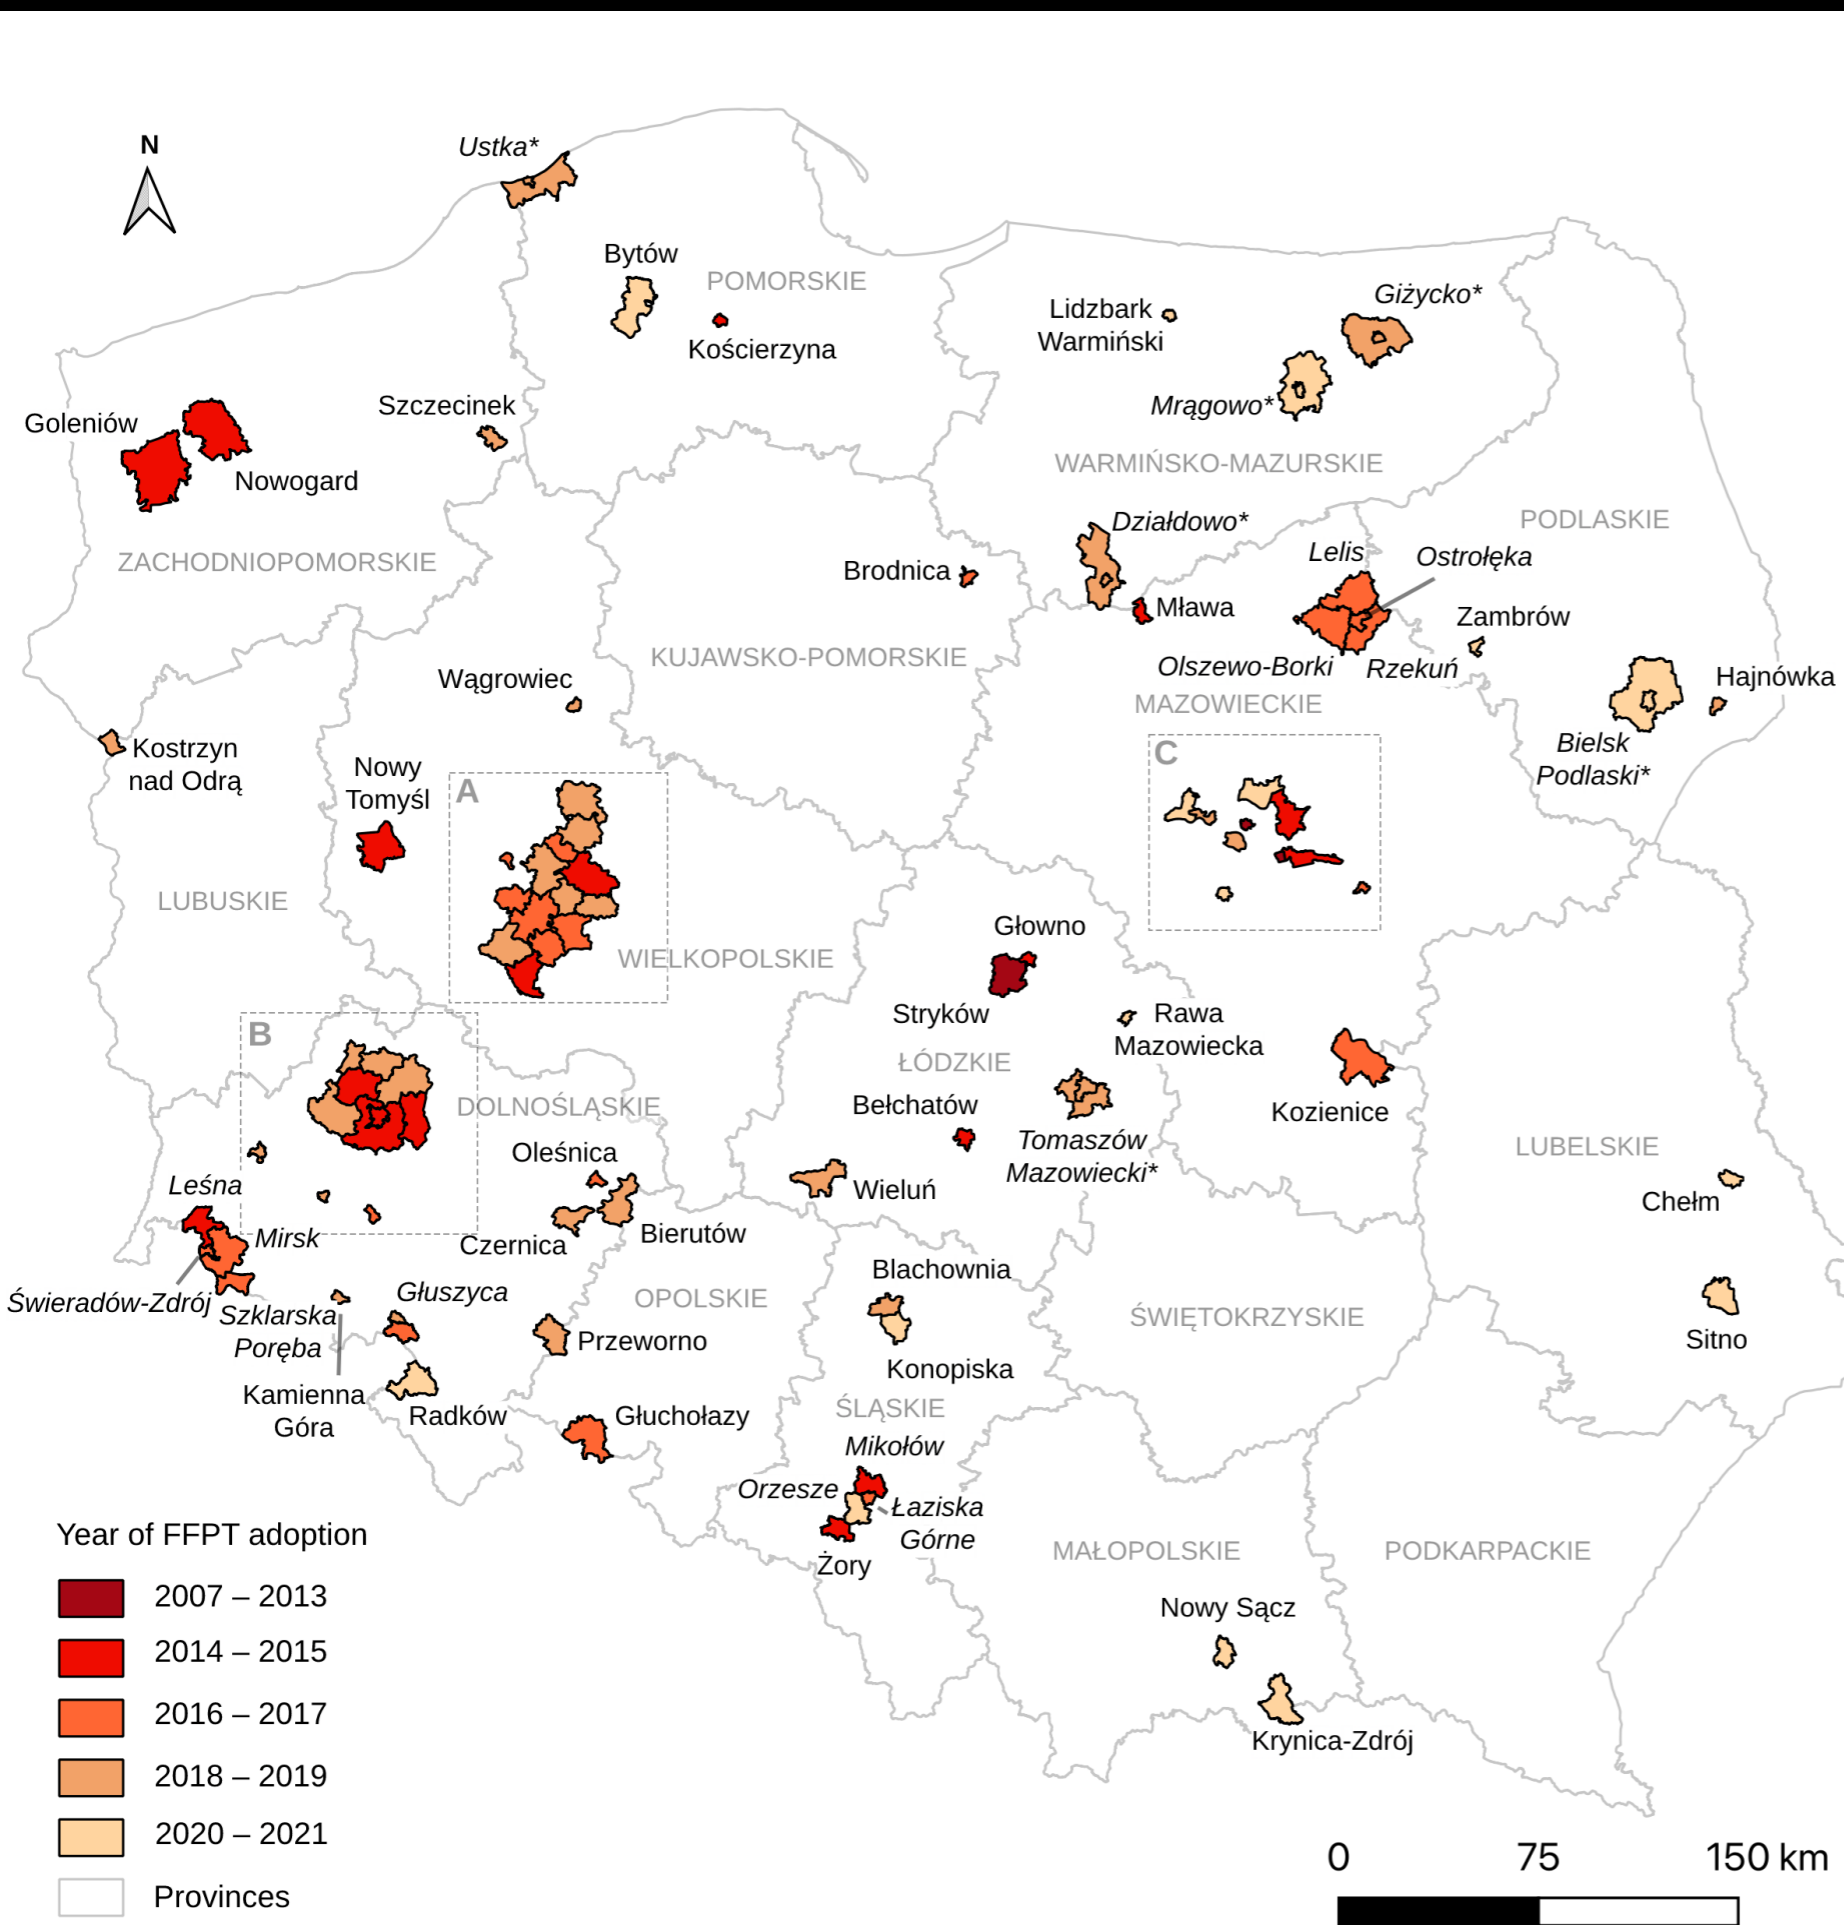 N
Ustka*
Bytów
POMORSKIE
Kościerzyna
Lidzbark
Warmiński
Giżycko*
Mrągowo*
WARMIŃSKO-MAZURSKIE
Goleniów
Nowogard
Szczecinek
ZACHODNIOPOMORSKIE
Działdowo*
PODLASKIE
Lelis
Ostrołęka
Brodnica
Mława
Zambrów
KUJAWSKO-POMORSKIE
Olszewo-Borki
Rzekuń
Wągrowiec
Hajnówka
MAZOWIECKIE
Bielsk
Podlaski*
Kostrzyn
nad Odrą
Nowy
Tomyśl
A
C
LUBUSKIE
WIELKOPOLSKIE
Głowno
Stryków
Rawa
Mazowiecka
B
ŁÓDZKIE
DOLNOŚLĄSKIE
Bełchatów
Kozienice
Tomaszów
Mazowiecki*
LUBELSKIE
Oleśnica
Leśna
Wieluń
Chełm
Mirsk
Czernica
Bierutów
Blachownia
Świeradów-Zdrój
Głuszyca
OPOLSKIE
Szklarska
Poręba
ŚWIĘTOKRZYSKIE
Przeworno
Sitno
Konopiska
Kamienna
Góra
Radków
Głuchołazy
ŚLĄSKIE
Mikołów
Orzesze
Łaziska
Górne
Żory
MAŁOPOLSKIE
PODKARPACKIE
Nowy Sącz
Krynica-Zdrój
Year of FFPT adoption
2007 – 2013
2014 – 2015
2016 – 2017
2018 – 2019
2020 – 2021
Provinces
0 75 150 km